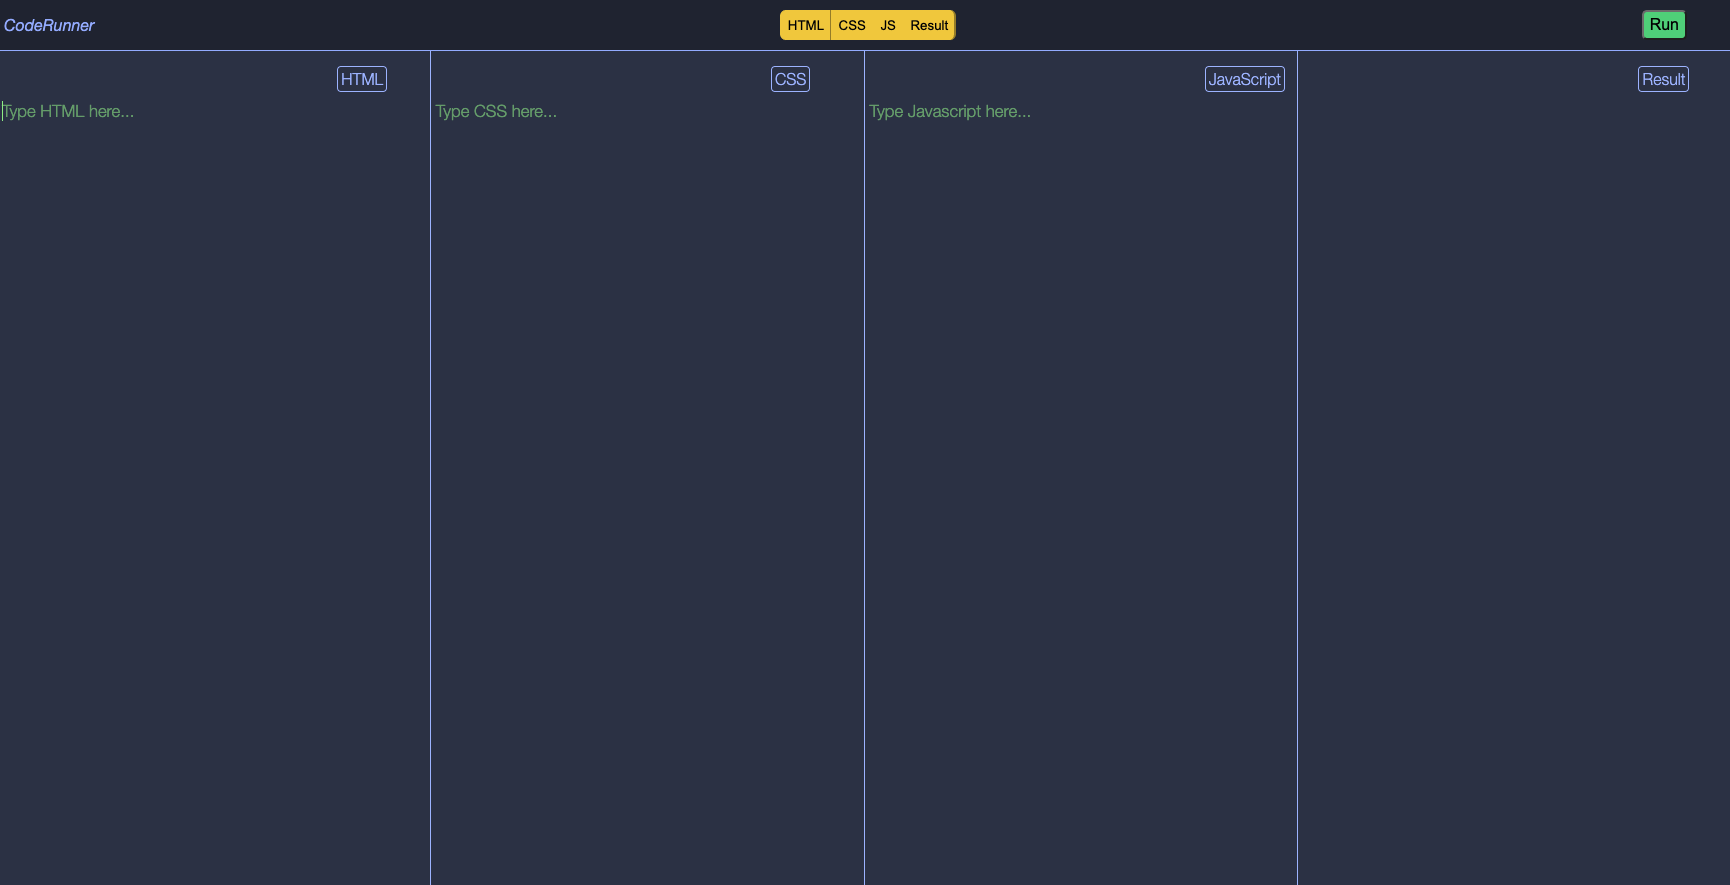 CodeRunner
HTML CSS JS Result
Run
HTML
Type HTML here...
CSS
Type CSS here...
JavaScript
Type Javascript here...
Result